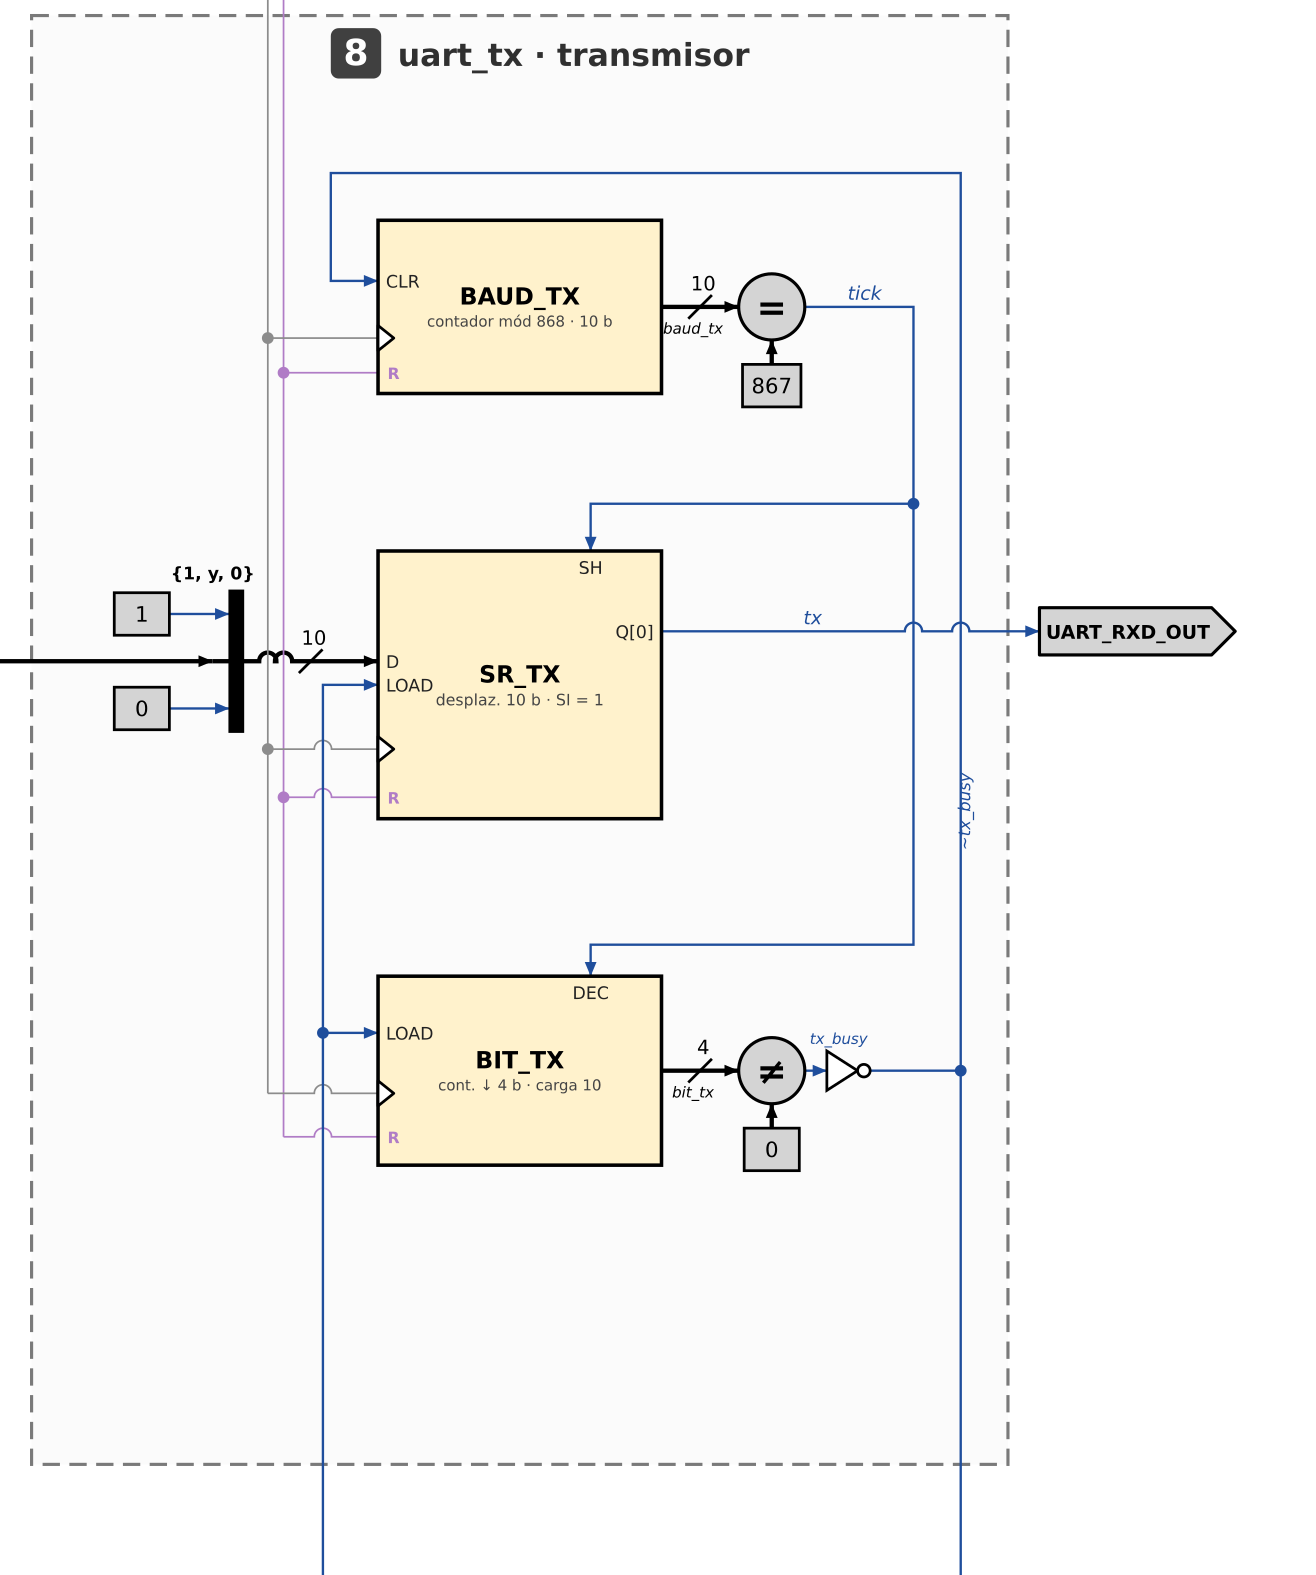 8 uart_tx · transmisor
CLR
BAUD_TX
contador mód 868 · 10 b
R
10
baud_tx
=
tick
867
{1, y, 0}
1
0
10
SH
Q[0]
D
LOAD
SR_TX
desplaz. 10 b · SI = 1
R
tx
UART_RXD_OUT
~tx_busy
DEC
LOAD
BIT_TX
cont. ↓ 4 b · carga 10
R
4
bit_tx
≠
tx_busy
0